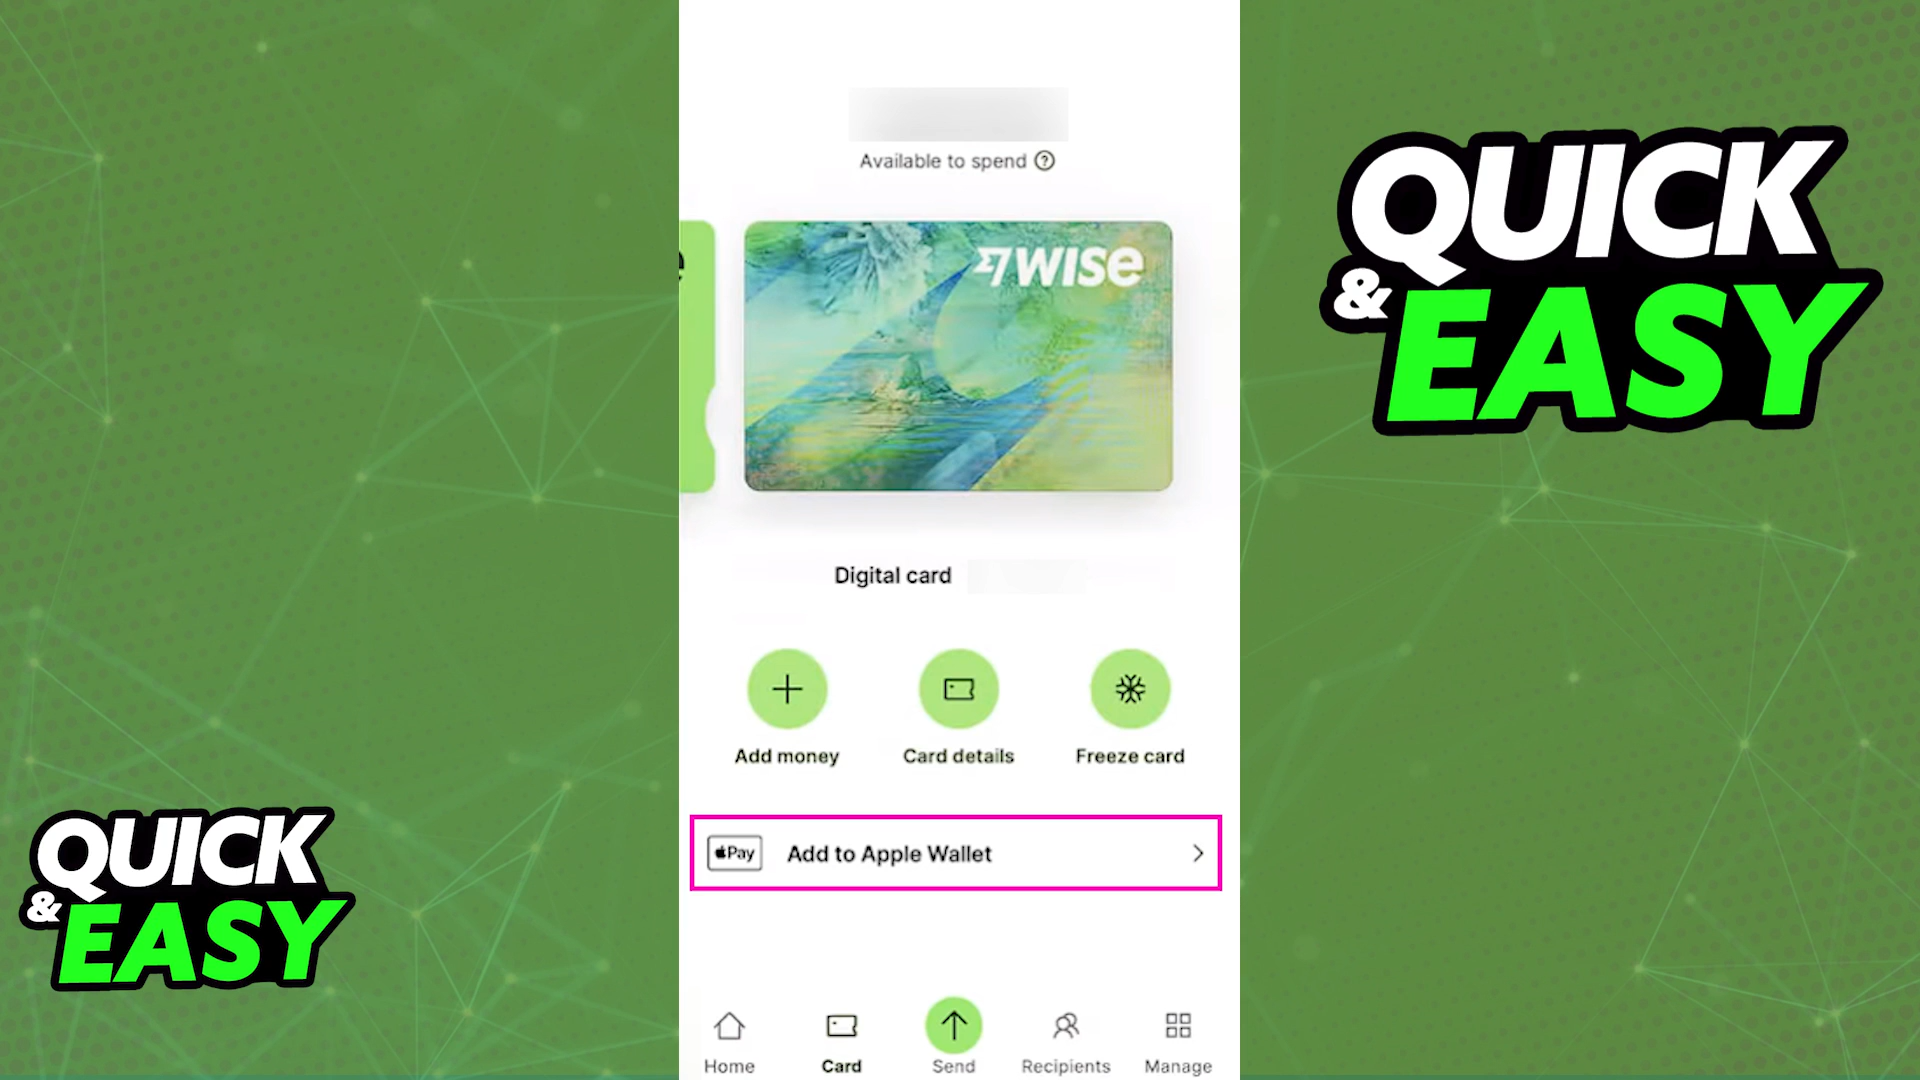 Available to spend ?
7wise
e
Digital card
Add money
Card details
Freeze card
Pay
Add to Apple Wallet
Home
Card
Send
Recipients
Manage
QUICK
& EASY
QUICK
& EASY